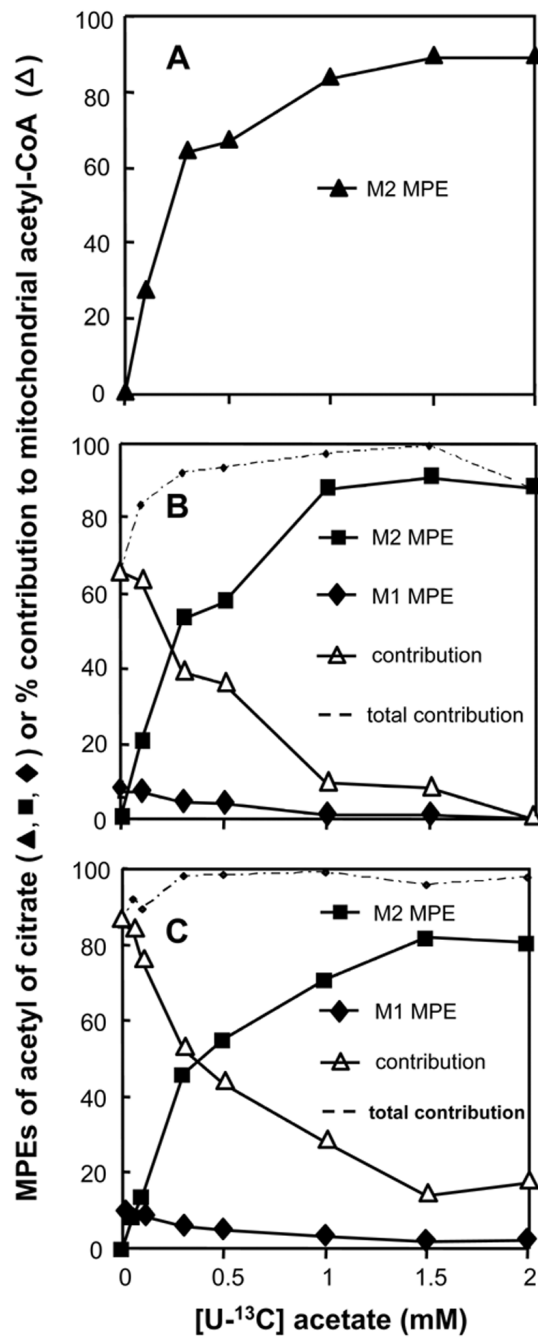 MPEs of acetyl of citrate (▲, ■, ◆) or % contribution to mitochondrial acetyl-CoA (Δ)
100
80
60
40
20
0
A
M2 MPE
100
80
60
40
20
0
B
M2 MPE
M1 MPE
contribution
total contribution
100
80
60
40
20
0
C
M2 MPE
M1 MPE
contribution
total contribution
0 0.5 1 1.5 2
[U-¹³C] acetate (mM)